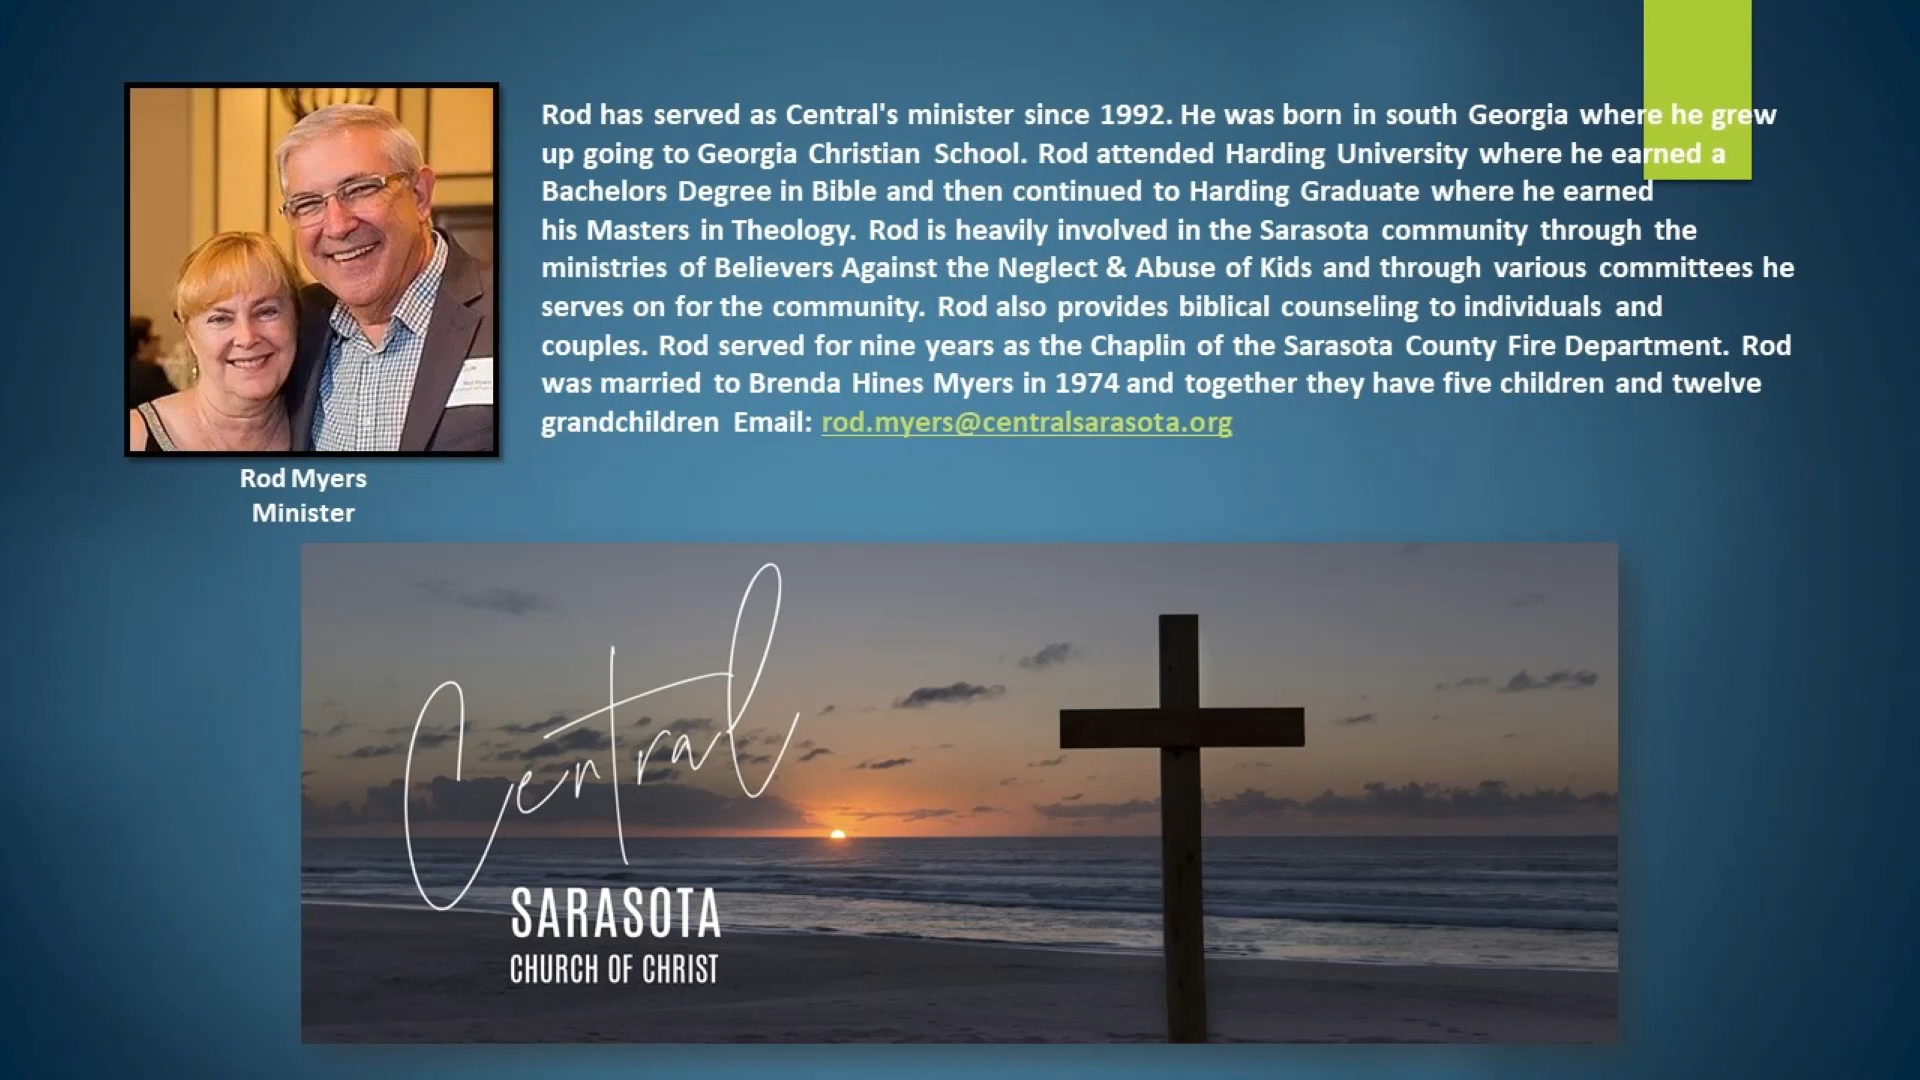 Rod has served as Central's minister since 1992. He was born in south Georgia where he grew
up going to Georgia Christian School. Rod attended Harding University where he earned a
Bachelors Degree in Bible and then continued to Harding Graduate where he earned
his Masters in Theology. Rod is heavily involved in the Sarasota community through the
ministries of Believers Against the Neglect & Abuse of Kids and through various committees he
serves on for the community. Rod also provides biblical counseling to individuals and
couples. Rod served for nine years as the Chaplin of the Sarasota County Fire Department. Rod
was married to Brenda Hines Myers in 1974 and together they have five children and twelve
grandchildren Email: rod.myers@centralsarasota.org
Rod Myers
Minister
Central
SARASOTA
CHURCH OF CHRIST